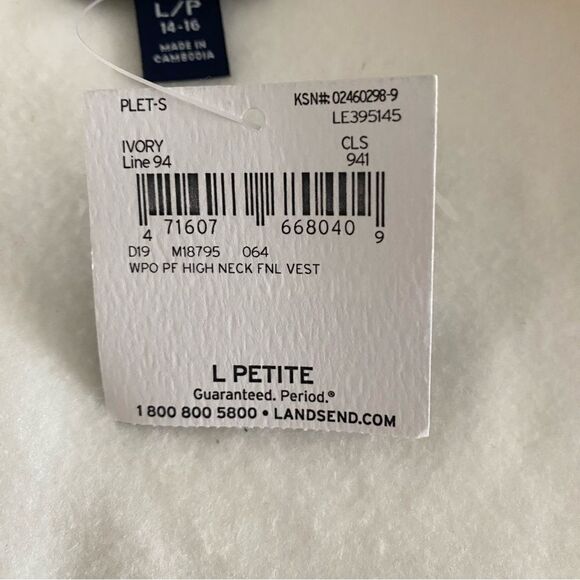 L/P
14-16
MADE IN
CAMBODIA
PLET-S KSN#: 02460298-9
LE395145
IVORY CLS
Line 94 941
4 71607 668040 9
D19 M18795 064
WPO PF HIGH NECK FNL VEST
L PETITE
Guaranteed. Period.®
1 800 800 5800 • LANDSEND.COM